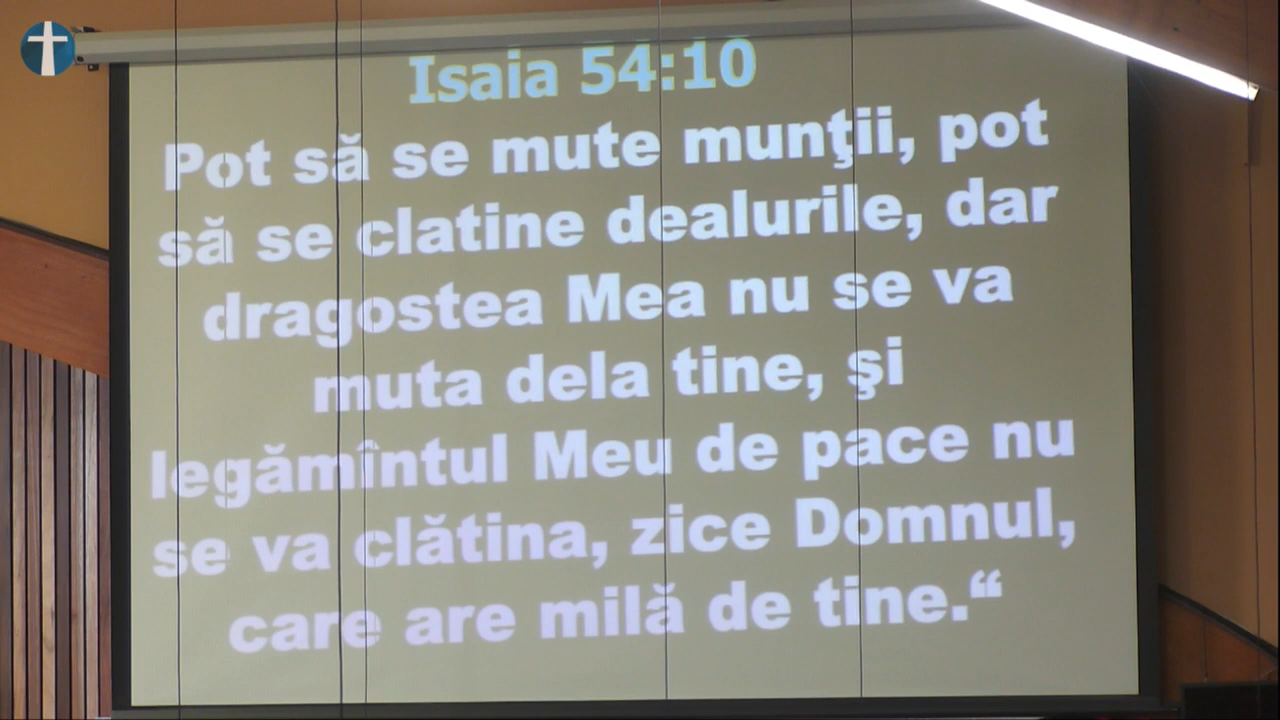 Isaia 54:10
Pot să se mute munţii, pot
să se clatine dealurile, dar
dragostea Mea nu se va
muta dela tine, şi
legămîntul Meu de pace nu
se va clătina, zice Domnul,
care are milă de tine.“